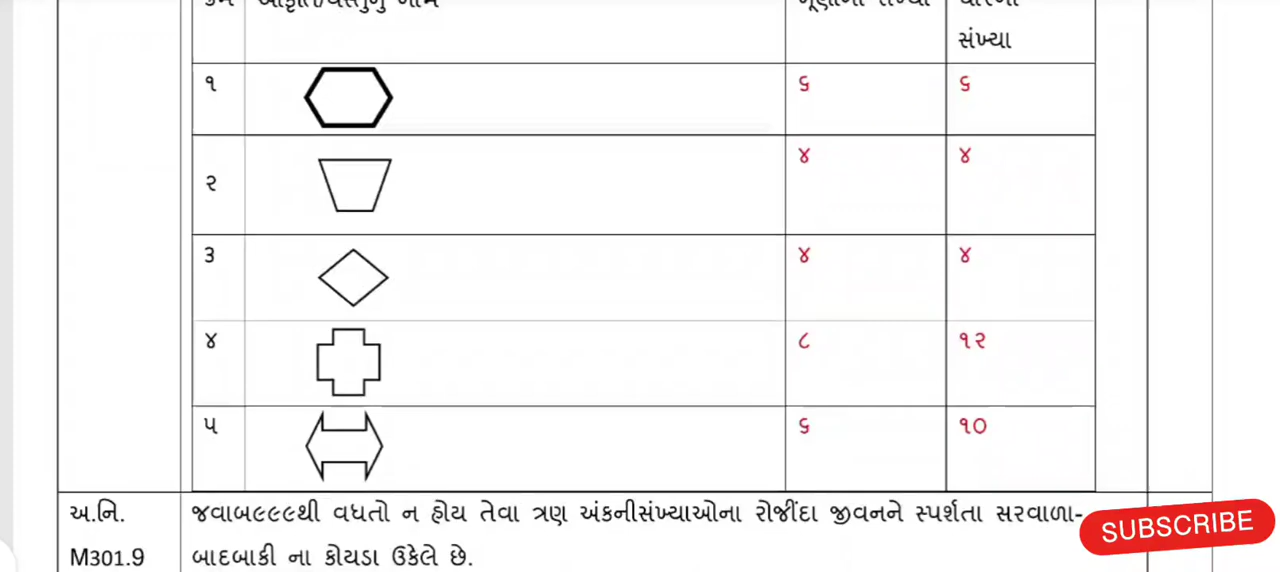 સંખ્યા
૧ ૬ ૬
૨ ૪ ૪
૩ ૪ ૪
૪ ૮ ૧૨
૫ ૬ ૧૦
અ.નિ. જવાબ૯૯૯થી વધતો ન હોય તેવા ત્રણ અંકનીસંખ્યાઓના રોજીંદા જીવનને સ્પર્શતા સરવાળા-
M301.9 બાદબાકી ના કોયડા ઉકેલે છે.
SUBSCRIBE